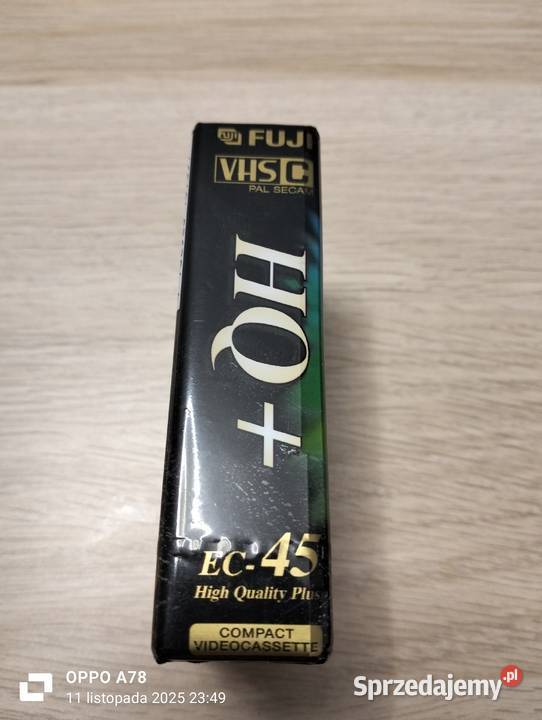 FUJI
FUJI
VHS C
PAL SECAM
HQ+
EC-45
High Quality Plus
COMPACT
VIDEOCASSETTE
OPPO A78
11 listopada 2025 23:49
Sprzedajemy.pl